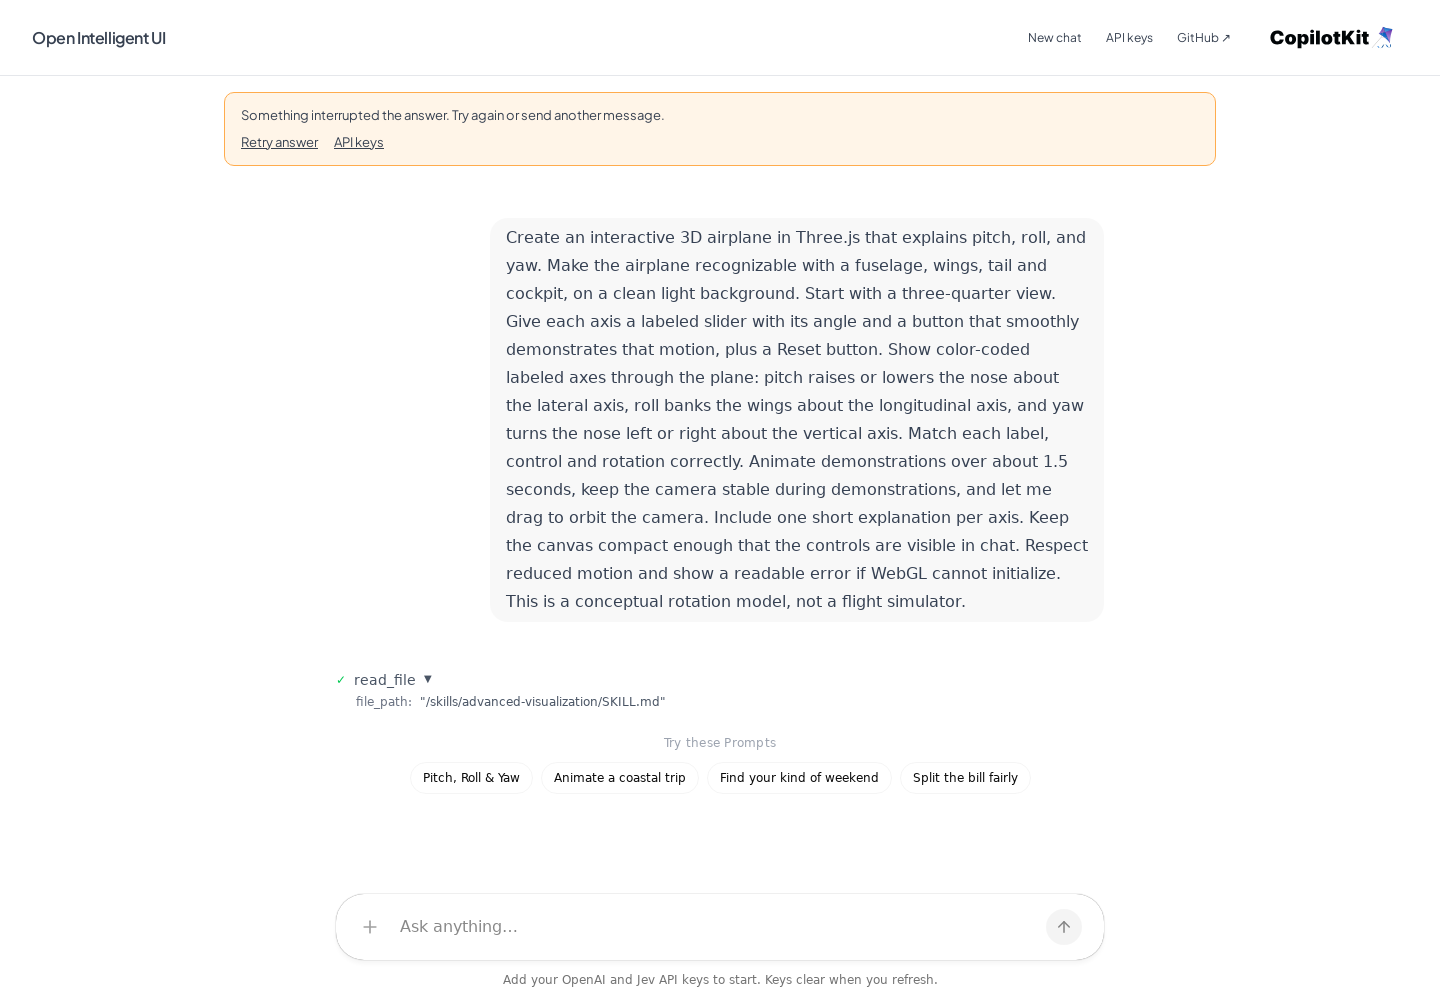 Open Intelligent UI
New chat
API keys
GitHub ↗
CopilotKit
Something interrupted the answer. Try again or send another message.
Retry answer
API keys
Create an interactive 3D airplane in Three.js that explains pitch, roll, and
yaw. Make the airplane recognizable with a fuselage, wings, tail and
cockpit, on a clean light background. Start with a three-quarter view.
Give each axis a labeled slider with its angle and a button that smoothly
demonstrates that motion, plus a Reset button. Show color-coded
labeled axes through the plane: pitch raises or lowers the nose about
the lateral axis, roll banks the wings about the longitudinal axis, and yaw
turns the nose left or right about the vertical axis. Match each label,
control and rotation correctly. Animate demonstrations over about 1.5
seconds, keep the camera stable during demonstrations, and let me
drag to orbit the camera. Include one short explanation per axis. Keep
the canvas compact enough that the controls are visible in chat. Respect
reduced motion and show a readable error if WebGL cannot initialize.
This is a conceptual rotation model, not a flight simulator.
✓ read_file ▼
file_path: "/skills/advanced-visualization/SKILL.md"
Try these Prompts
Pitch, Roll & Yaw
Animate a coastal trip
Find your kind of weekend
Split the bill fairly
Ask anything...
Add your OpenAI and Jev API keys to start. Keys clear when you refresh.